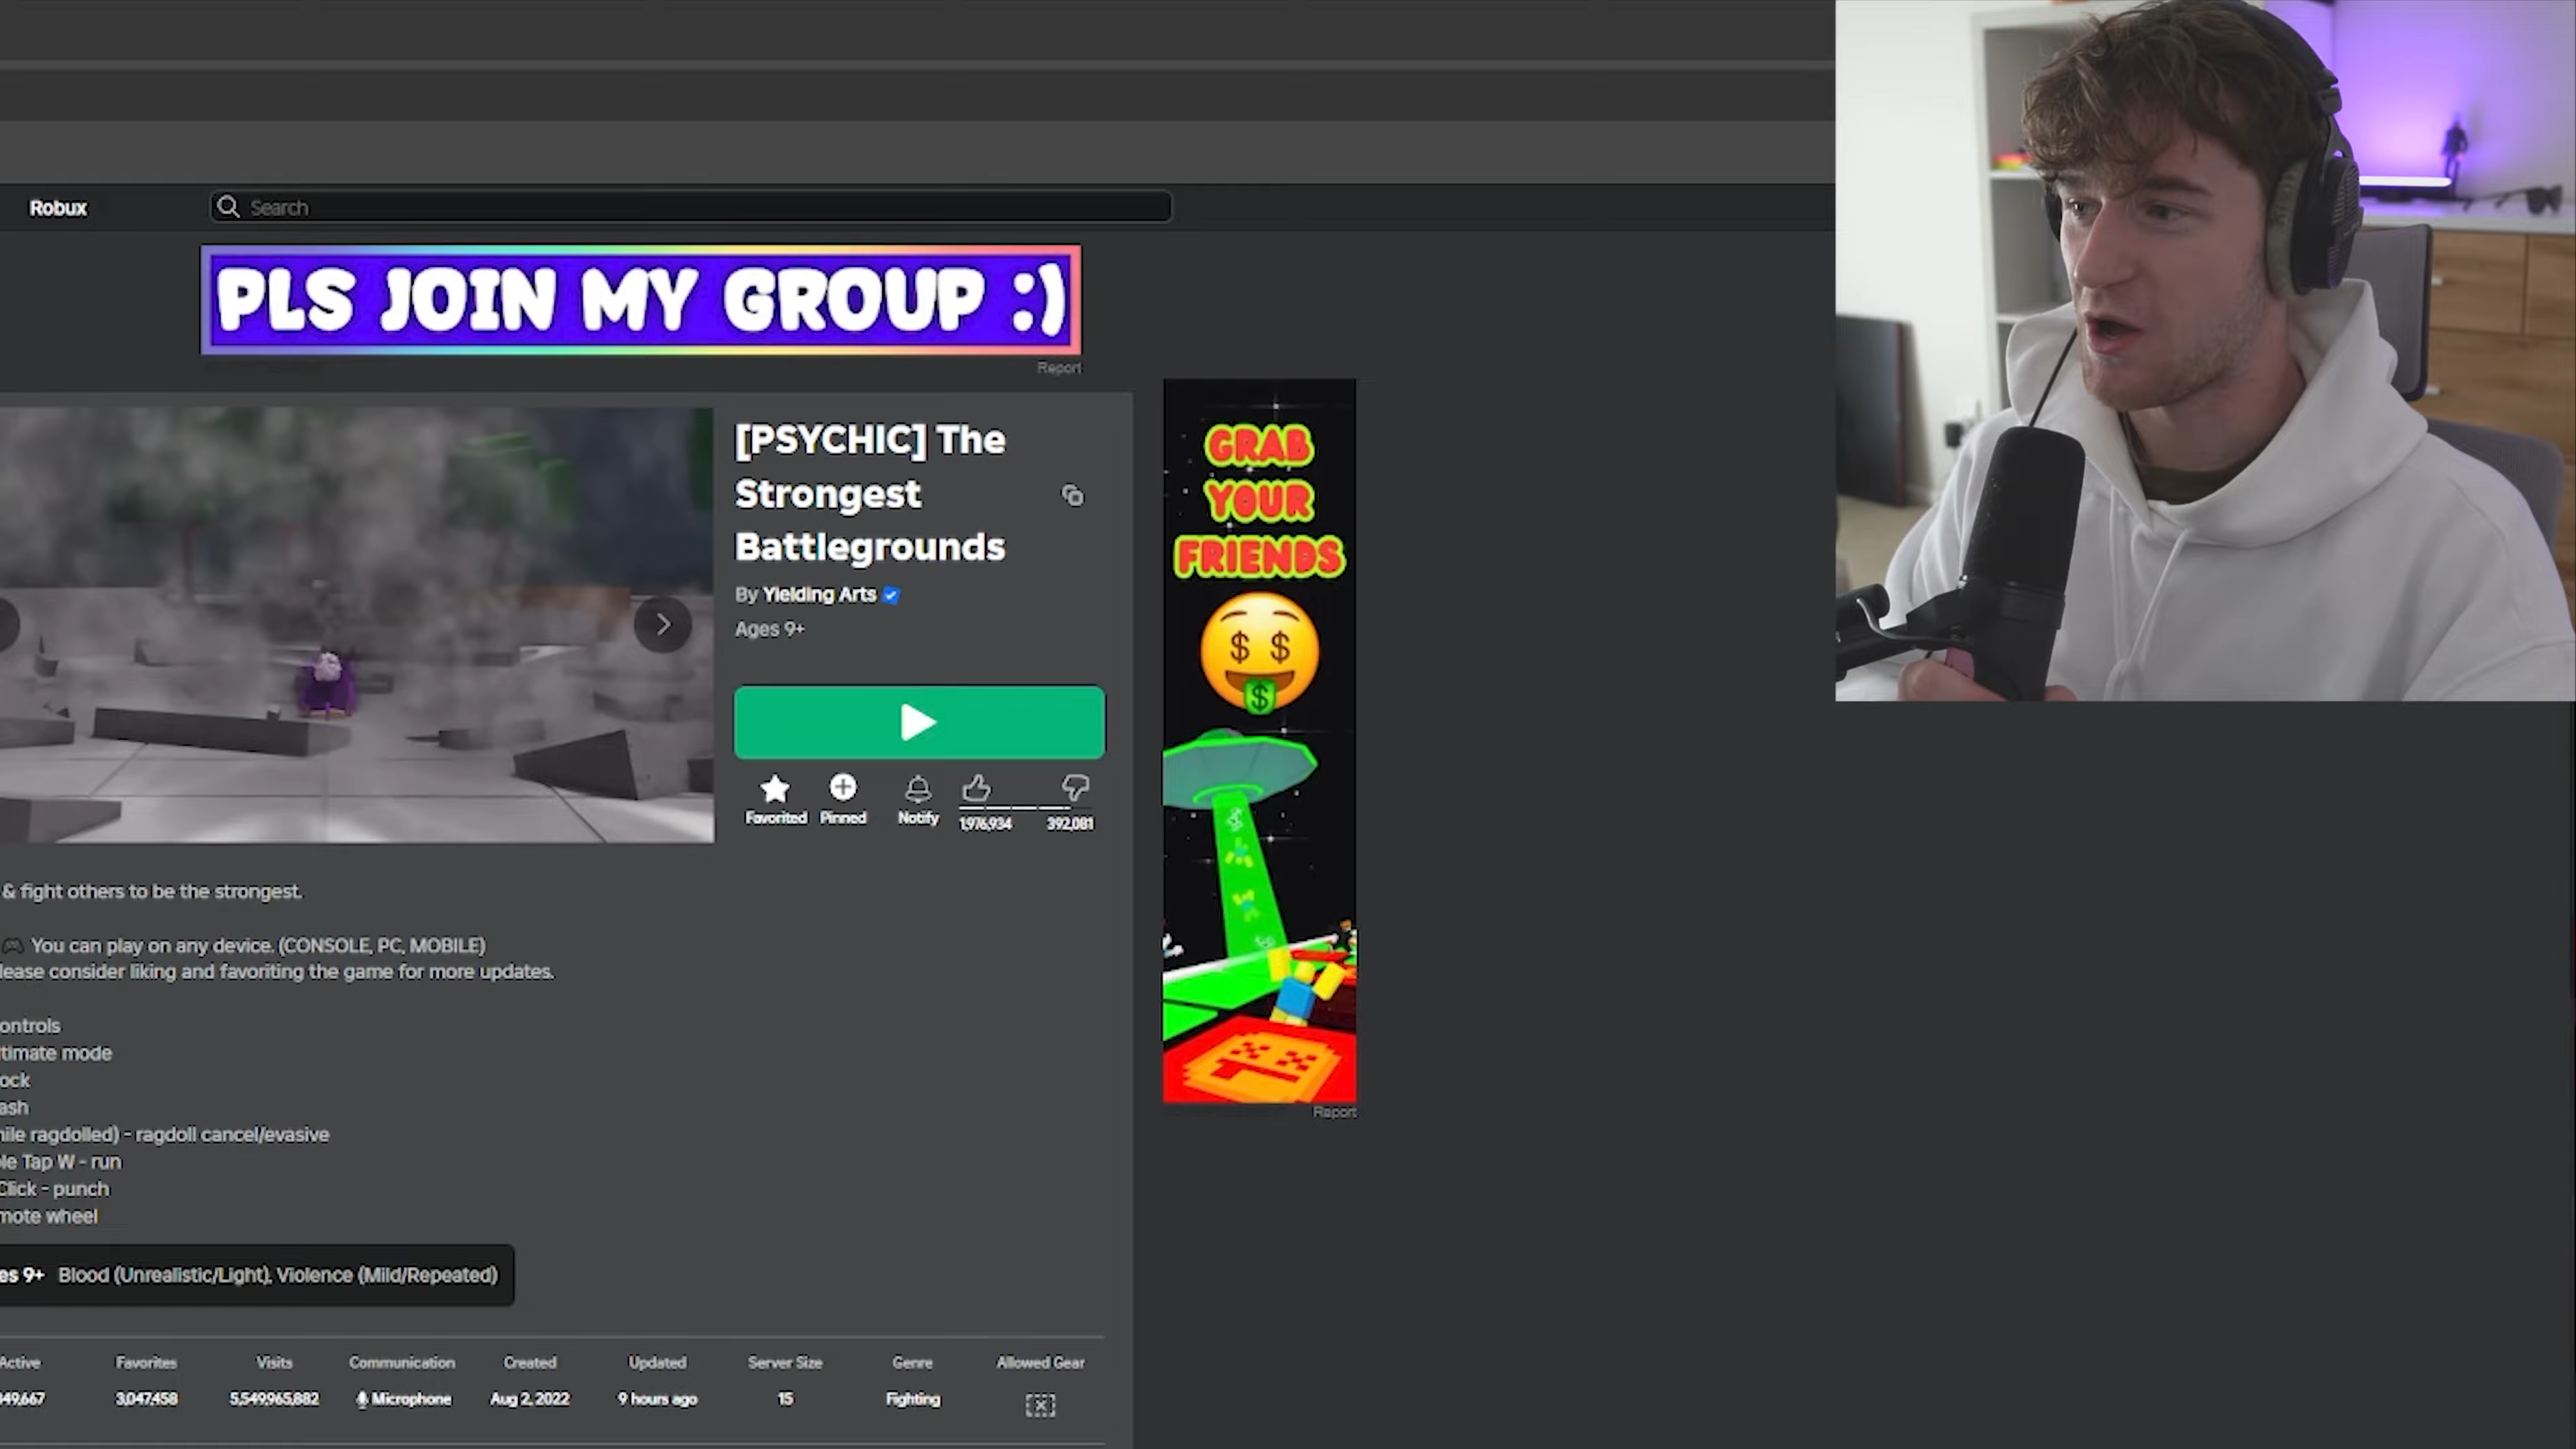 Robux
Search
PLS JOIN MY GROUP :)
Report
[PSYCHIC] The
Strongest
Battlegrounds
By Yielding Arts
Ages 9+
Favorited
Pinned
Notify
1,976,934
392,081
GRAB
YOUR
FRIENDS
$ $
$
Report
& fight others to be the strongest.
You can play on any device. (CONSOLE, PC, MOBILE)
lease consider liking and favoriting the game for more updates.
ontrols
timate mode
ock
ash
ile ragdolled) - ragdoll cancel/evasive
le Tap W - run
Click - punch
mote wheel
es 9+ Blood (Unrealistic/Light), Violence (Mild/Repeated)
Active Favorites Visits Communication Created Updated Server Size Genre Allowed Gear
49,667 3,047,458 5,549,965,882 Microphone Aug 2, 2022 9 hours ago 15 Fighting